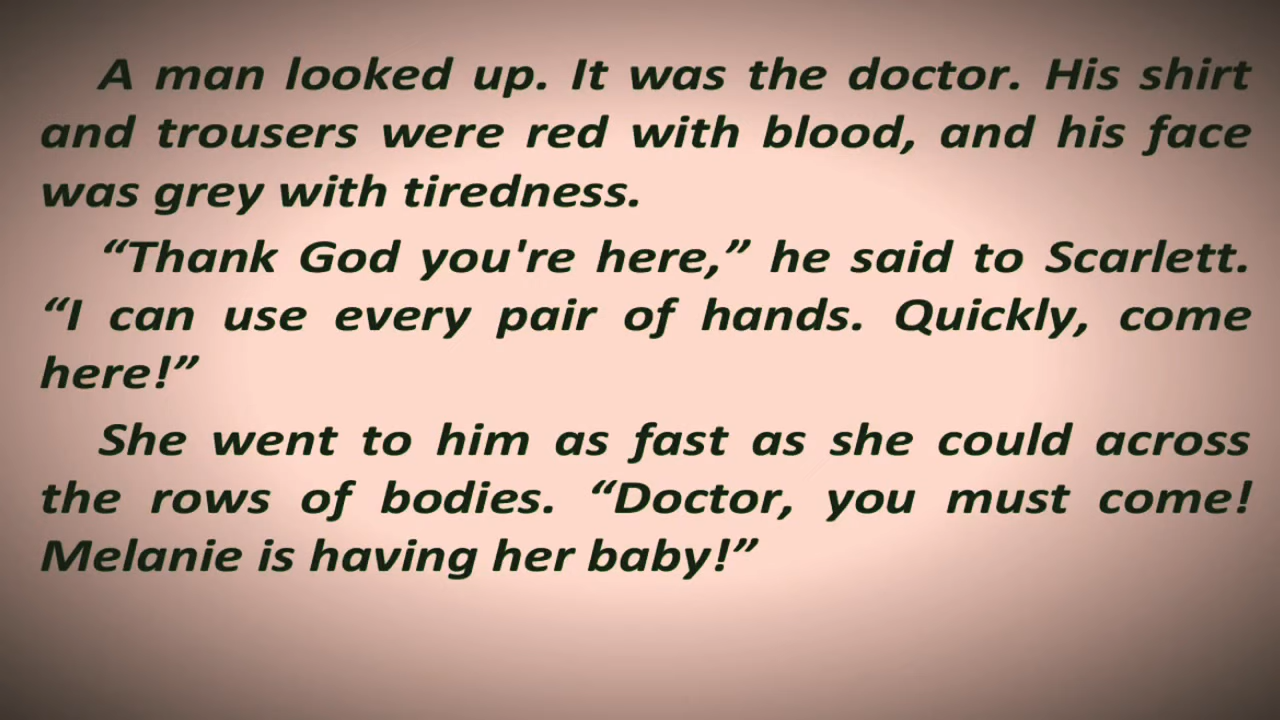 A man looked up. It was the doctor. His shirt
and trousers were red with blood, and his face
was grey with tiredness.
“Thank God you're here,” he said to Scarlett.
“I can use every pair of hands. Quickly, come
here!”
She went to him as fast as she could across
the rows of bodies. “Doctor, you must come!
Melanie is having her baby!”